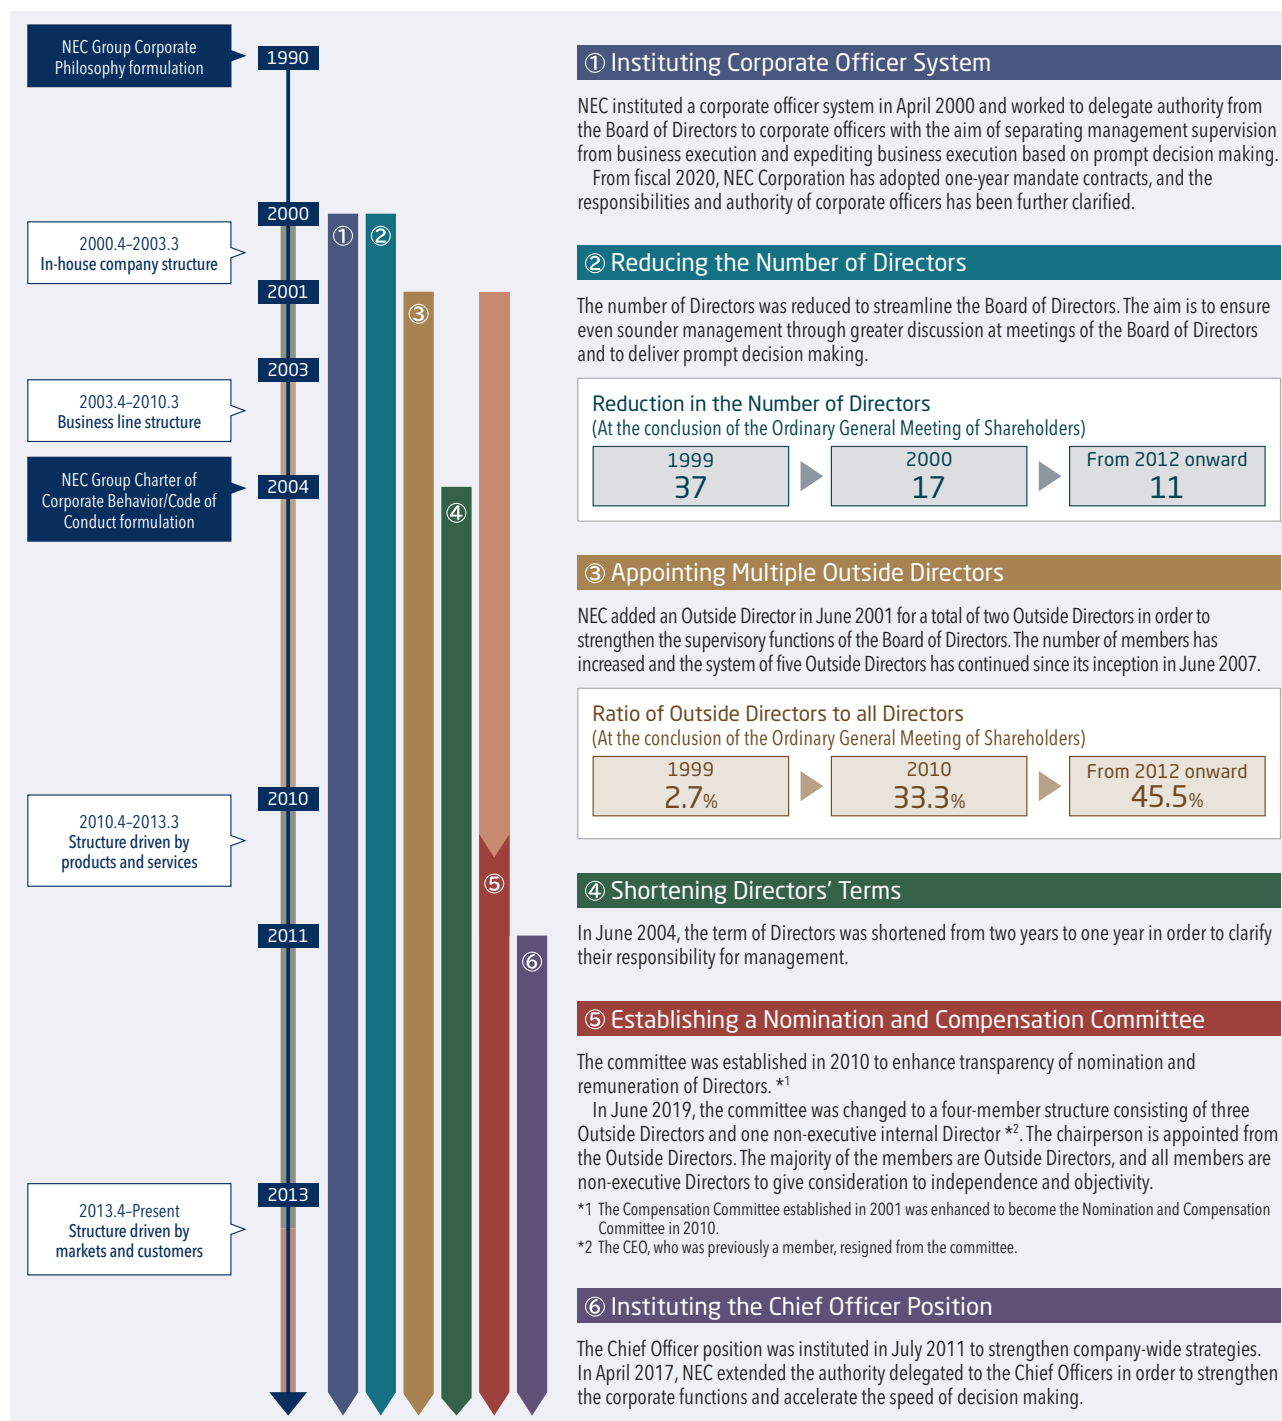 NEC Group Corporate
Philosophy formulation
1990
2000
2000.4–2003.3
In-house company structure
2001
2003
2003.4–2010.3
Business line structure
NEC Group Charter of
Corporate Behavior/Code of
Conduct formulation
2004
2010
2010.4–2013.3
Structure driven by
products and services
2011
2013
2013.4–Present
Structure driven by
markets and customers
①
②
③
④
⑤
⑥
① Instituting Corporate Officer System
NEC instituted a corporate officer system in April 2000 and worked to delegate authority from
the Board of Directors to corporate officers with the aim of separating management supervision
from business execution and expediting business execution based on prompt decision making.
From fiscal 2020, NEC Corporation has adopted one-year mandate contracts, and the
responsibilities and authority of corporate officers has been further clarified.
② Reducing the Number of Directors
The number of Directors was reduced to streamline the Board of Directors. The aim is to ensure
even sounder management through greater discussion at meetings of the Board of Directors
and to deliver prompt decision making.
Reduction in the Number of Directors
(At the conclusion of the Ordinary General Meeting of Shareholders)
1999
37
2000
17
From 2012 onward
11
③ Appointing Multiple Outside Directors
NEC added an Outside Director in June 2001 for a total of two Outside Directors in order to
strengthen the supervisory functions of the Board of Directors. The number of members has
increased and the system of five Outside Directors has continued since its inception in June 2007.
Ratio of Outside Directors to all Directors
(At the conclusion of the Ordinary General Meeting of Shareholders)
1999
2.7%
2010
33.3%
From 2012 onward
45.5%
④ Shortening Directors’ Terms
In June 2004, the term of Directors was shortened from two years to one year in order to clarify
their responsibility for management.
⑤ Establishing a Nomination and Compensation Committee
The committee was established in 2010 to enhance transparency of nomination and
remuneration of Directors. *1
In June 2019, the committee was changed to a four-member structure consisting of three
Outside Directors and one non-executive internal Director *2. The chairperson is appointed from
the Outside Directors. The majority of the members are Outside Directors, and all members are
non-executive Directors to give consideration to independence and objectivity.
*1 The Compensation Committee established in 2001 was enhanced to become the Nomination and Compensation
Committee in 2010.
*2 The CEO, who was previously a member, resigned from the committee.
⑥ Instituting the Chief Officer Position
The Chief Officer position was instituted in July 2011 to strengthen company-wide strategies.
In April 2017, NEC extended the authority delegated to the Chief Officers in order to strengthen
the corporate functions and accelerate the speed of decision making.